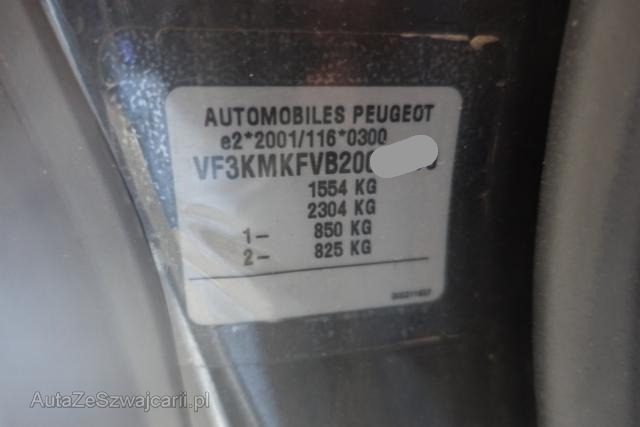 AUTOMOBILES PEUGEOT
e2*2001/116*0300
VF3KMKFVB20
1554 KG
2304 KG
1- 850 KG
2- 825 KG
AutaZeSzwajcarii.pl